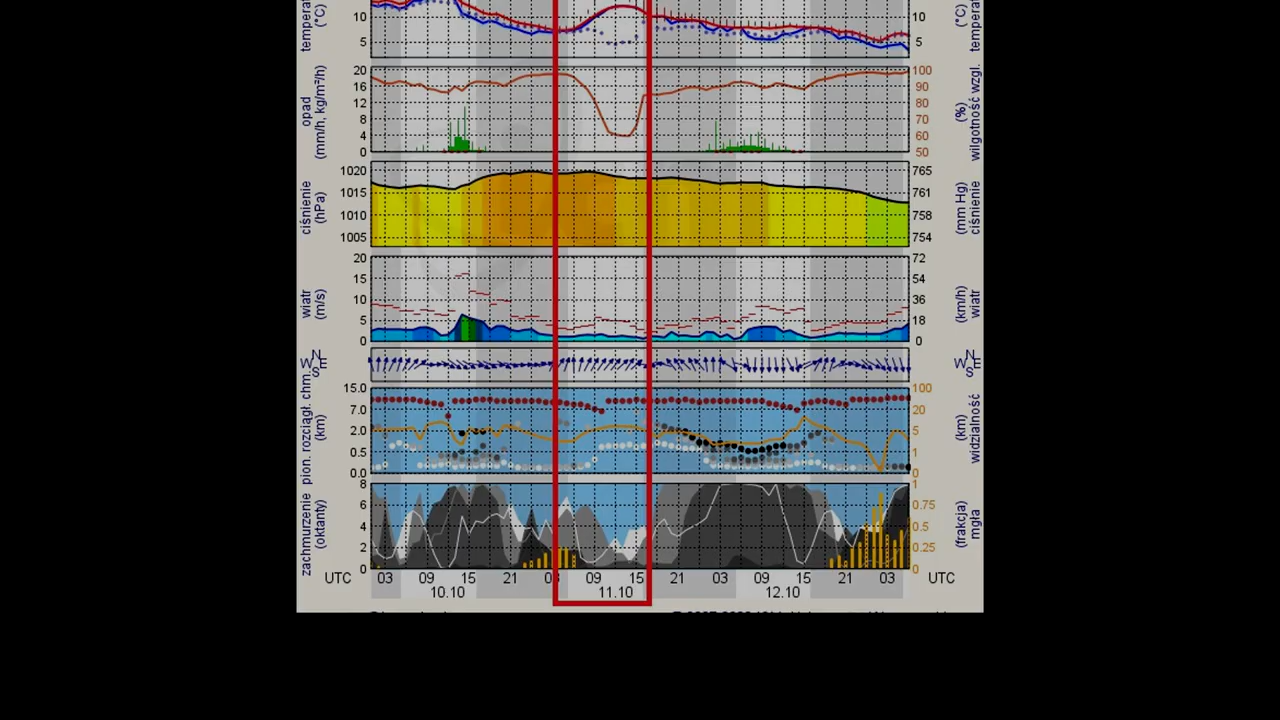 temperat
(°C)
10
5
10
5
(°C)
temperat
opad
(mm/h, kg/m²/h)
20
16
12
8
4
0
100
90
80
70
60
50
(%)
wilgotność wzgl.
ciśnienie
(hPa)
1020
1015
1010
1005
765
761
758
754
(mm Hg)
ciśnienie
wiatr
(m/s)
20
15
10
5
0
72
54
36
18
0
(km/h)
wiatr
N
W E
S
N
W E
S
pion. rozciągł. chm.
(km)
15.0
7.0
2.0
0.5
0.0
100
20
5
1
0
(km)
widzialność
zachmurzenie
(oktanty)
8
6
4
2
0
1
0.75
0.5
0.25
0
(frakcja)
mgła
UTC 03 09 15 21 03 09 15 21 03 09 15 21 03 UTC
10.10 11.10 12.10